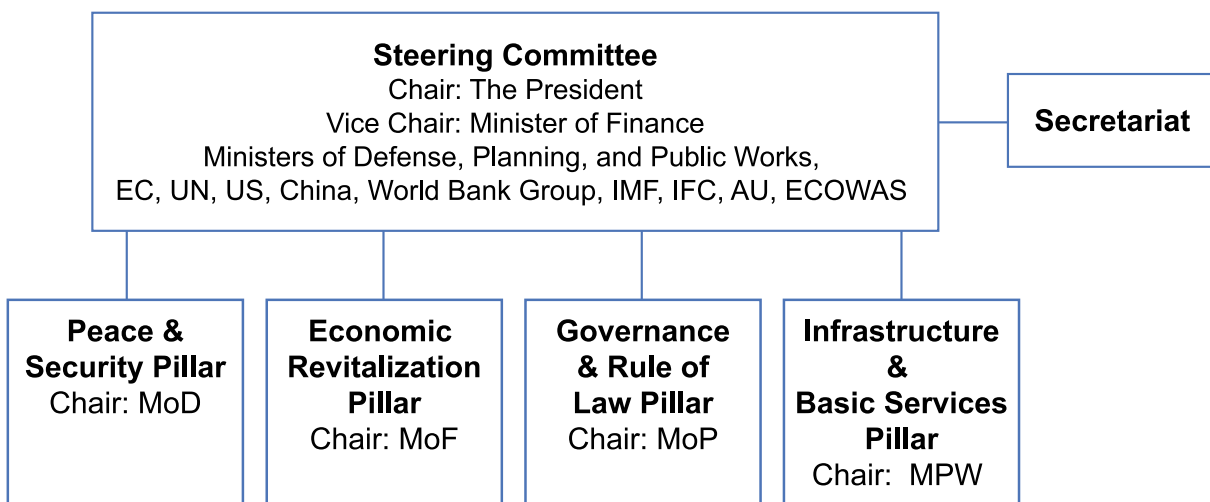 Steering Committee
Chair: The President
Vice Chair: Minister of Finance
Ministers of Defense, Planning, and Public Works,
EC, UN, US, China, World Bank Group, IMF, IFC, AU, ECOWAS
Secretariat
Peace &
Security Pillar
Chair: MoD
Economic
Revitalization
Pillar
Chair: MoF
Governance
& Rule of
Law Pillar
Chair: MoP
Infrastructure
&
Basic Services
Pillar
Chair: MPW